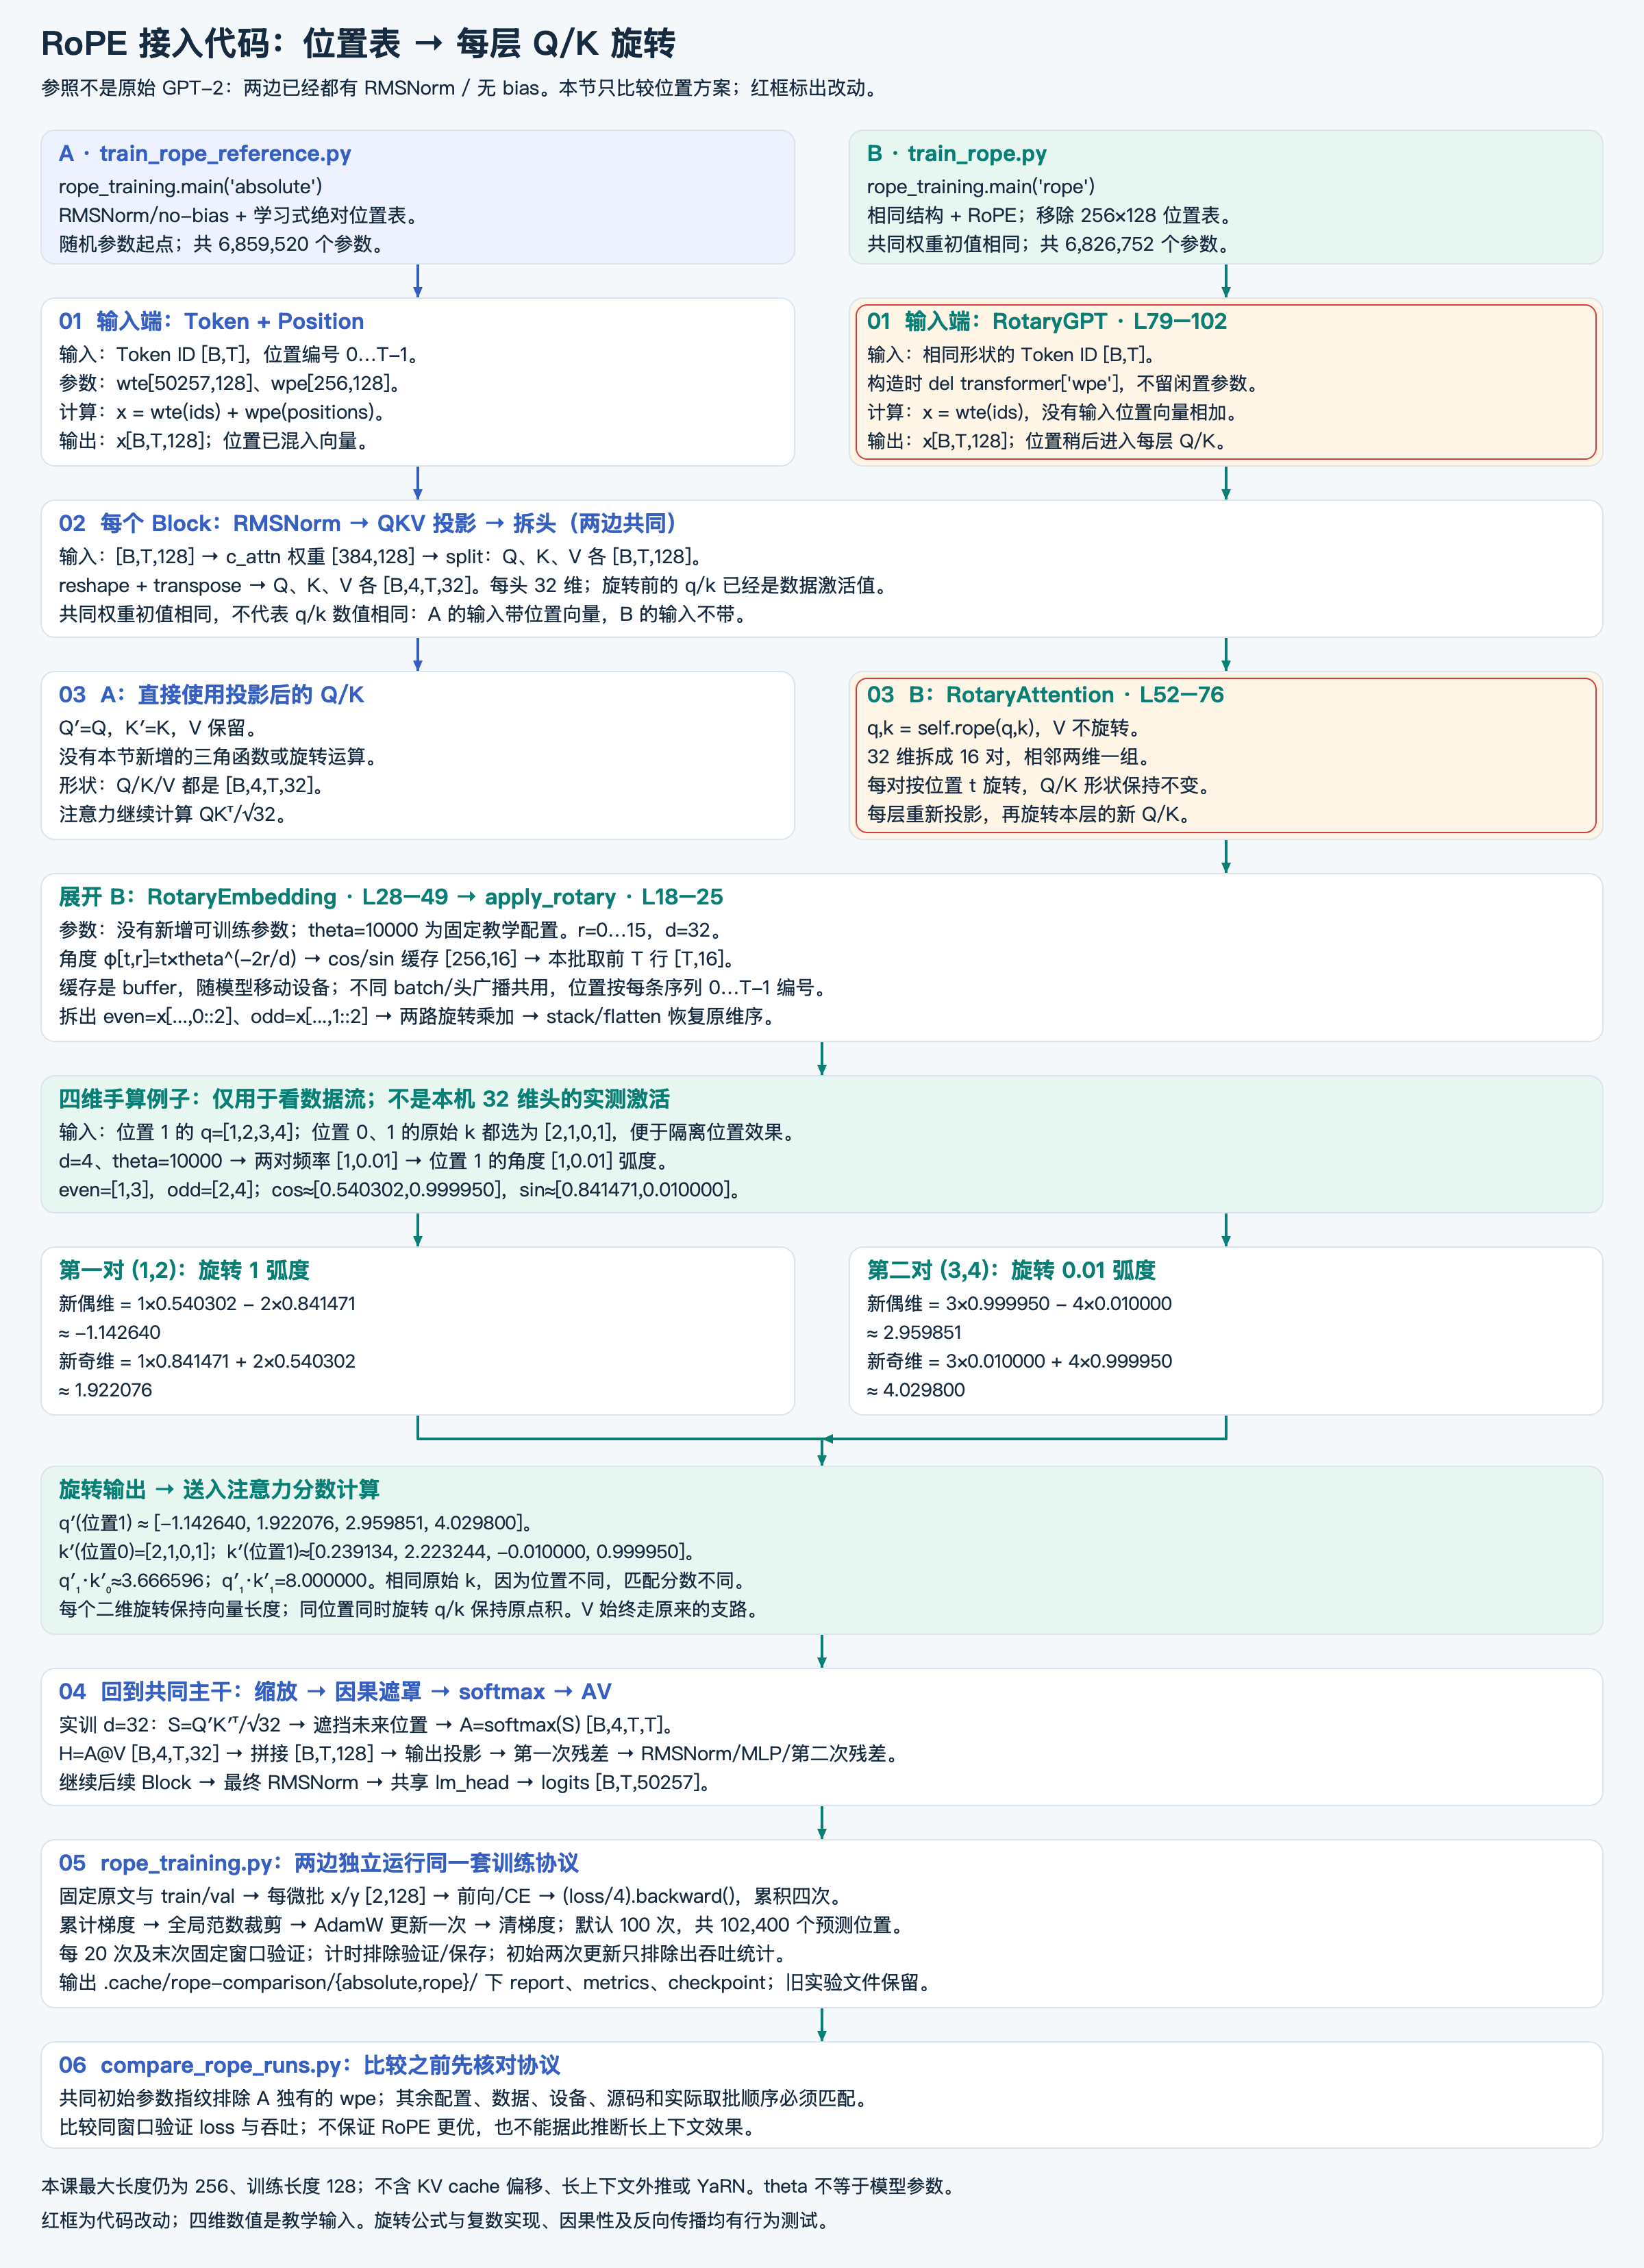 RoPE 接入代码：位置表 → 每层 Q/K 旋转
参照不是原始 GPT-2：两边已经都有 RMSNorm / 无 bias。本节只比较位置方案；红框标出改动。
A · train_rope_reference.py
rope_training.main('absolute')
RMSNorm/no-bias + 学习式绝对位置表。
随机参数起点；共 6,859,520 个参数。
B · train_rope.py
rope_training.main('rope')
相同结构 + RoPE；移除 256×128 位置表。
共同权重初值相同；共 6,826,752 个参数。
01 输入端：Token + Position
输入：Token ID [B,T]，位置编号 0…T-1。
参数：wte[50257,128]、wpe[256,128]。
计算：x = wte(ids) + wpe(positions)。
输出：x[B,T,128]；位置已混入向量。
01 输入端：RotaryGPT · L79—102
输入：相同形状的 Token ID [B,T]。
构造时 del transformer['wpe']，不留闲置参数。
计算：x = wte(ids)，没有输入位置向量相加。
输出：x[B,T,128]；位置稍后进入每层 Q/K。
02 每个 Block：RMSNorm → QKV 投影 → 拆头（两边共同）
输入：[B,T,128] → c_attn 权重 [384,128] → split：Q、K、V 各 [B,T,128]。
reshape + transpose → Q、K、V 各 [B,4,T,32]。每头 32 维；旋转前的 q/k 已经是数据激活值。
共同权重初值相同，不代表 q/k 数值相同：A 的输入带位置向量，B 的输入不带。
03 A：直接使用投影后的 Q/K
Q′=Q，K′=K，V 保留。
没有本节新增的三角函数或旋转运算。
形状：Q/K/V 都是 [B,4,T,32]。
注意力继续计算 QKᵀ/√32。
03 B：RotaryAttention · L52—76
q,k = self.rope(q,k)，V 不旋转。
32 维拆成 16 对，相邻两维一组。
每对按位置 t 旋转，Q/K 形状保持不变。
每层重新投影，再旋转本层的新 Q/K。
展开 B：RotaryEmbedding · L28—49 → apply_rotary · L18—25
参数：没有新增可训练参数；theta=10000 为固定教学配置。r=0…15，d=32。
角度 φ[t,r]=t×theta^(−2r/d) → cos/sin 缓存 [256,16] → 本批取前 T 行 [T,16]。
缓存是 buffer，随模型移动设备；不同 batch/头广播共用，位置按每条序列 0…T-1 编号。
拆出 even=x[…,0::2]、odd=x[…,1::2] → 两路旋转乘加 → stack/flatten 恢复原维序。
四维手算例子：仅用于看数据流；不是本机 32 维头的实测激活
输入：位置 1 的 q=[1,2,3,4]；位置 0、1 的原始 k 都选为 [2,1,0,1]，便于隔离位置效果。
d=4、theta=10000 → 两对频率 [1,0.01] → 位置 1 的角度 [1,0.01] 弧度。
even=[1,3]，odd=[2,4]；cos≈[0.540302,0.999950]，sin≈[0.841471,0.010000]。
第一对 (1,2)：旋转 1 弧度
新偶维 = 1×0.540302 − 2×0.841471
≈ −1.142640
新奇维 = 1×0.841471 + 2×0.540302
≈ 1.922076
第二对 (3,4)：旋转 0.01 弧度
新偶维 = 3×0.999950 − 4×0.010000
≈ 2.959851
新奇维 = 3×0.010000 + 4×0.999950
≈ 4.029800
旋转输出 → 送入注意力分数计算
q′(位置1) ≈ [−1.142640, 1.922076, 2.959851, 4.029800]。
k′(位置0)=[2,1,0,1]；k′(位置1)≈[0.239134, 2.223244, −0.010000, 0.999950]。
q′₁·k′₀≈3.666596；q′₁·k′₁=8.000000。相同原始 k，因为位置不同，匹配分数不同。
每个二维旋转保持向量长度；同位置同时旋转 q/k 保持原点积。V 始终走原来的支路。
04 回到共同主干：缩放 → 因果遮罩 → softmax → AV
实训 d=32：S=Q′K′ᵀ/√32 → 遮挡未来位置 → A=softmax(S) [B,4,T,T]。
H=A@V [B,4,T,32] → 拼接 [B,T,128] → 输出投影 → 第一次残差 → RMSNorm/MLP/第二次残差。
继续后续 Block → 最终 RMSNorm → 共享 lm_head → logits [B,T,50257]。
05 rope_training.py：两边独立运行同一套训练协议
固定原文与 train/val → 每微批 x/y [2,128] → 前向/CE → (loss/4).backward()，累积四次。
累计梯度 → 全局范数裁剪 → AdamW 更新一次 → 清梯度；默认 100 次，共 102,400 个预测位置。
每 20 次及末次固定窗口验证；计时排除验证/保存；初始两次更新只排除出吞吐统计。
输出 .cache/rope-comparison/{absolute,rope}/ 下 report、metrics、checkpoint；旧实验文件保留。
06 compare_rope_runs.py：比较之前先核对协议
共同初始参数指纹排除 A 独有的 wpe；其余配置、数据、设备、源码和实际取批顺序必须匹配。
比较同窗口验证 loss 与吞吐；不保证 RoPE 更优，也不能据此推断长上下文效果。
本课最大长度仍为 256、训练长度 128；不含 KV cache 偏移、长上下文外推或 YaRN。theta 不等于模型参数。
红框为代码改动；四维数值是教学输入。旋转公式与复数实现、因果性及反向传播均有行为测试。